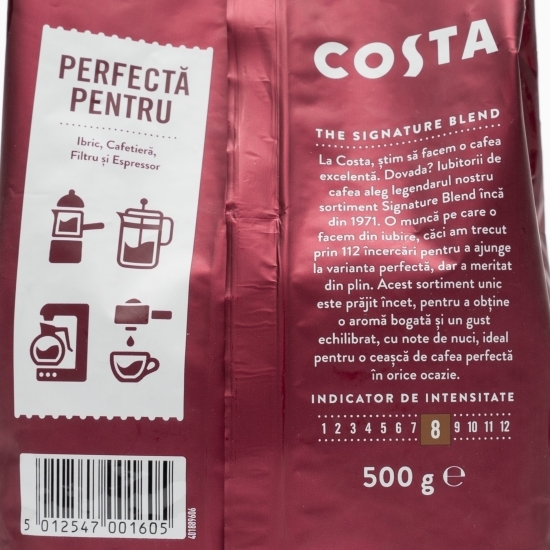 PERFECTĂ
PENTRU
Ibric, Cafetieră,
Filtru și Espressor
5 012547 001605
401889606
COSTA
THE SIGNATURE BLEND
La Costa, știm să facem o cafea
excelentă. Dovada? Iubitorii de
cafea aleg legendarul nostru
sortiment Signature Blend încă
din 1971. O muncă pe care o
facem din iubire, căci am trecut
prin 112 încercări pentru a ajunge
la varianta perfectă, dar a meritat
din plin. Acest sortiment unic
este prăjit încet, pentru a obține
o aromă bogată și un gust
echilibrat, cu note de nuci, ideal
pentru o ceașcă de cafea perfectă
în orice ocazie.
INDICATOR DE INTENSITATE
1 2 3 4 5 6 7 8 9 10 11 12
500 g ℮